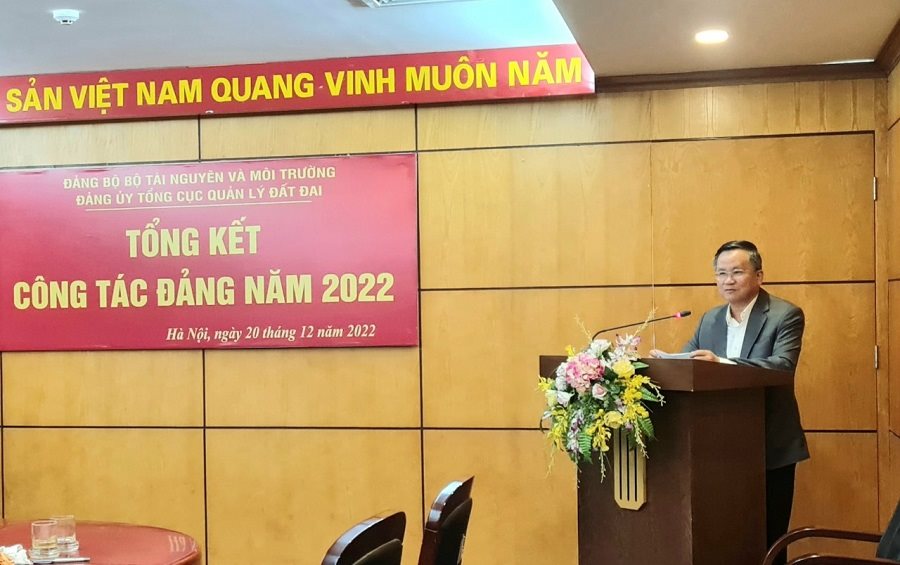 SẢN VIỆT NAM QUANG VINH MUÔN NĂM
ĐẢNG BỘ BỘ TÀI NGUYÊN VÀ MÔI TRƯỜNG
ĐẢNG ỦY TỔNG CỤC QUẢN LÝ ĐẤT ĐAI
TỔNG KẾT
CÔNG TÁC ĐẢNG NĂM 2022
Hà Nội, ngày 20 tháng 12 năm 2022